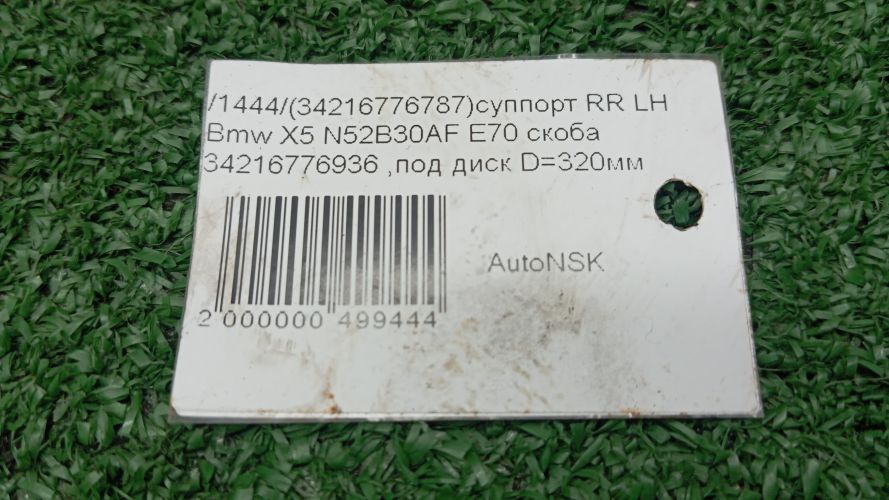 /1444/(34216776787)суппорт RR LH
Bmw X5 N52B30AF E70 скоба
34216776936 ,под диск D=320мм
AutoNSK
2 000000 499444